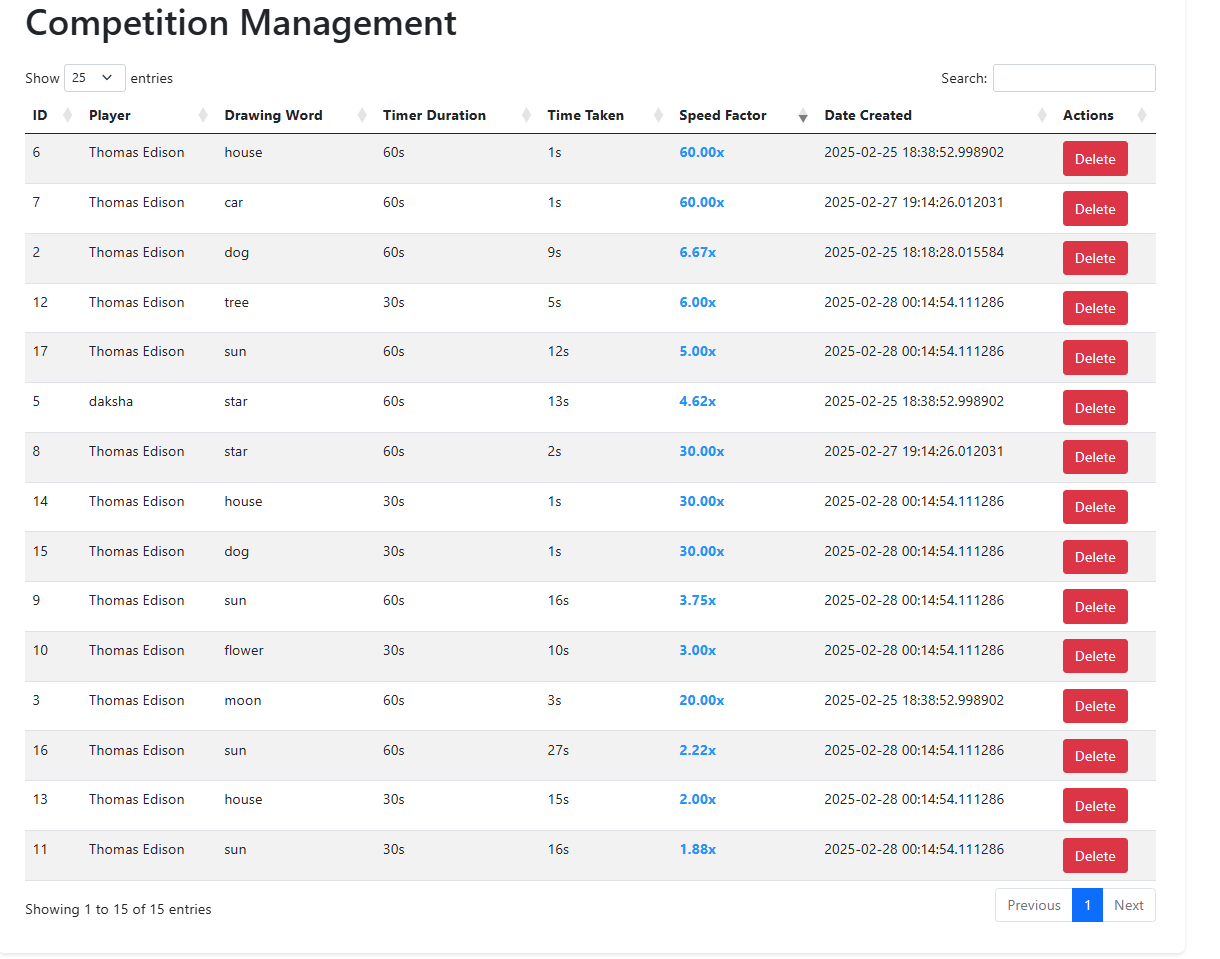 Competition Management
Show 25 entries Search:
ID Player Drawing Word Timer Duration Time Taken Speed Factor Date Created Actions
6 Thomas Edison house 60s 1s 60.00x 2025-02-25 18:38:52.998902 Delete
7 Thomas Edison car 60s 1s 60.00x 2025-02-27 19:14:26.012031 Delete
2 Thomas Edison dog 60s 9s 6.67x 2025-02-25 18:18:28.015584 Delete
12 Thomas Edison tree 30s 5s 6.00x 2025-02-28 00:14:54.111286 Delete
17 Thomas Edison sun 60s 12s 5.00x 2025-02-28 00:14:54.111286 Delete
5 daksha star 60s 13s 4.62x 2025-02-25 18:38:52.998902 Delete
8 Thomas Edison star 60s 2s 30.00x 2025-02-27 19:14:26.012031 Delete
14 Thomas Edison house 30s 1s 30.00x 2025-02-28 00:14:54.111286 Delete
15 Thomas Edison dog 30s 1s 30.00x 2025-02-28 00:14:54.111286 Delete
9 Thomas Edison sun 60s 16s 3.75x 2025-02-28 00:14:54.111286 Delete
10 Thomas Edison flower 30s 10s 3.00x 2025-02-28 00:14:54.111286 Delete
3 Thomas Edison moon 60s 3s 20.00x 2025-02-25 18:38:52.998902 Delete
16 Thomas Edison sun 60s 27s 2.22x 2025-02-28 00:14:54.111286 Delete
13 Thomas Edison house 30s 15s 2.00x 2025-02-28 00:14:54.111286 Delete
11 Thomas Edison sun 30s 16s 1.88x 2025-02-28 00:14:54.111286 Delete
Showing 1 to 15 of 15 entries Previous 1 Next